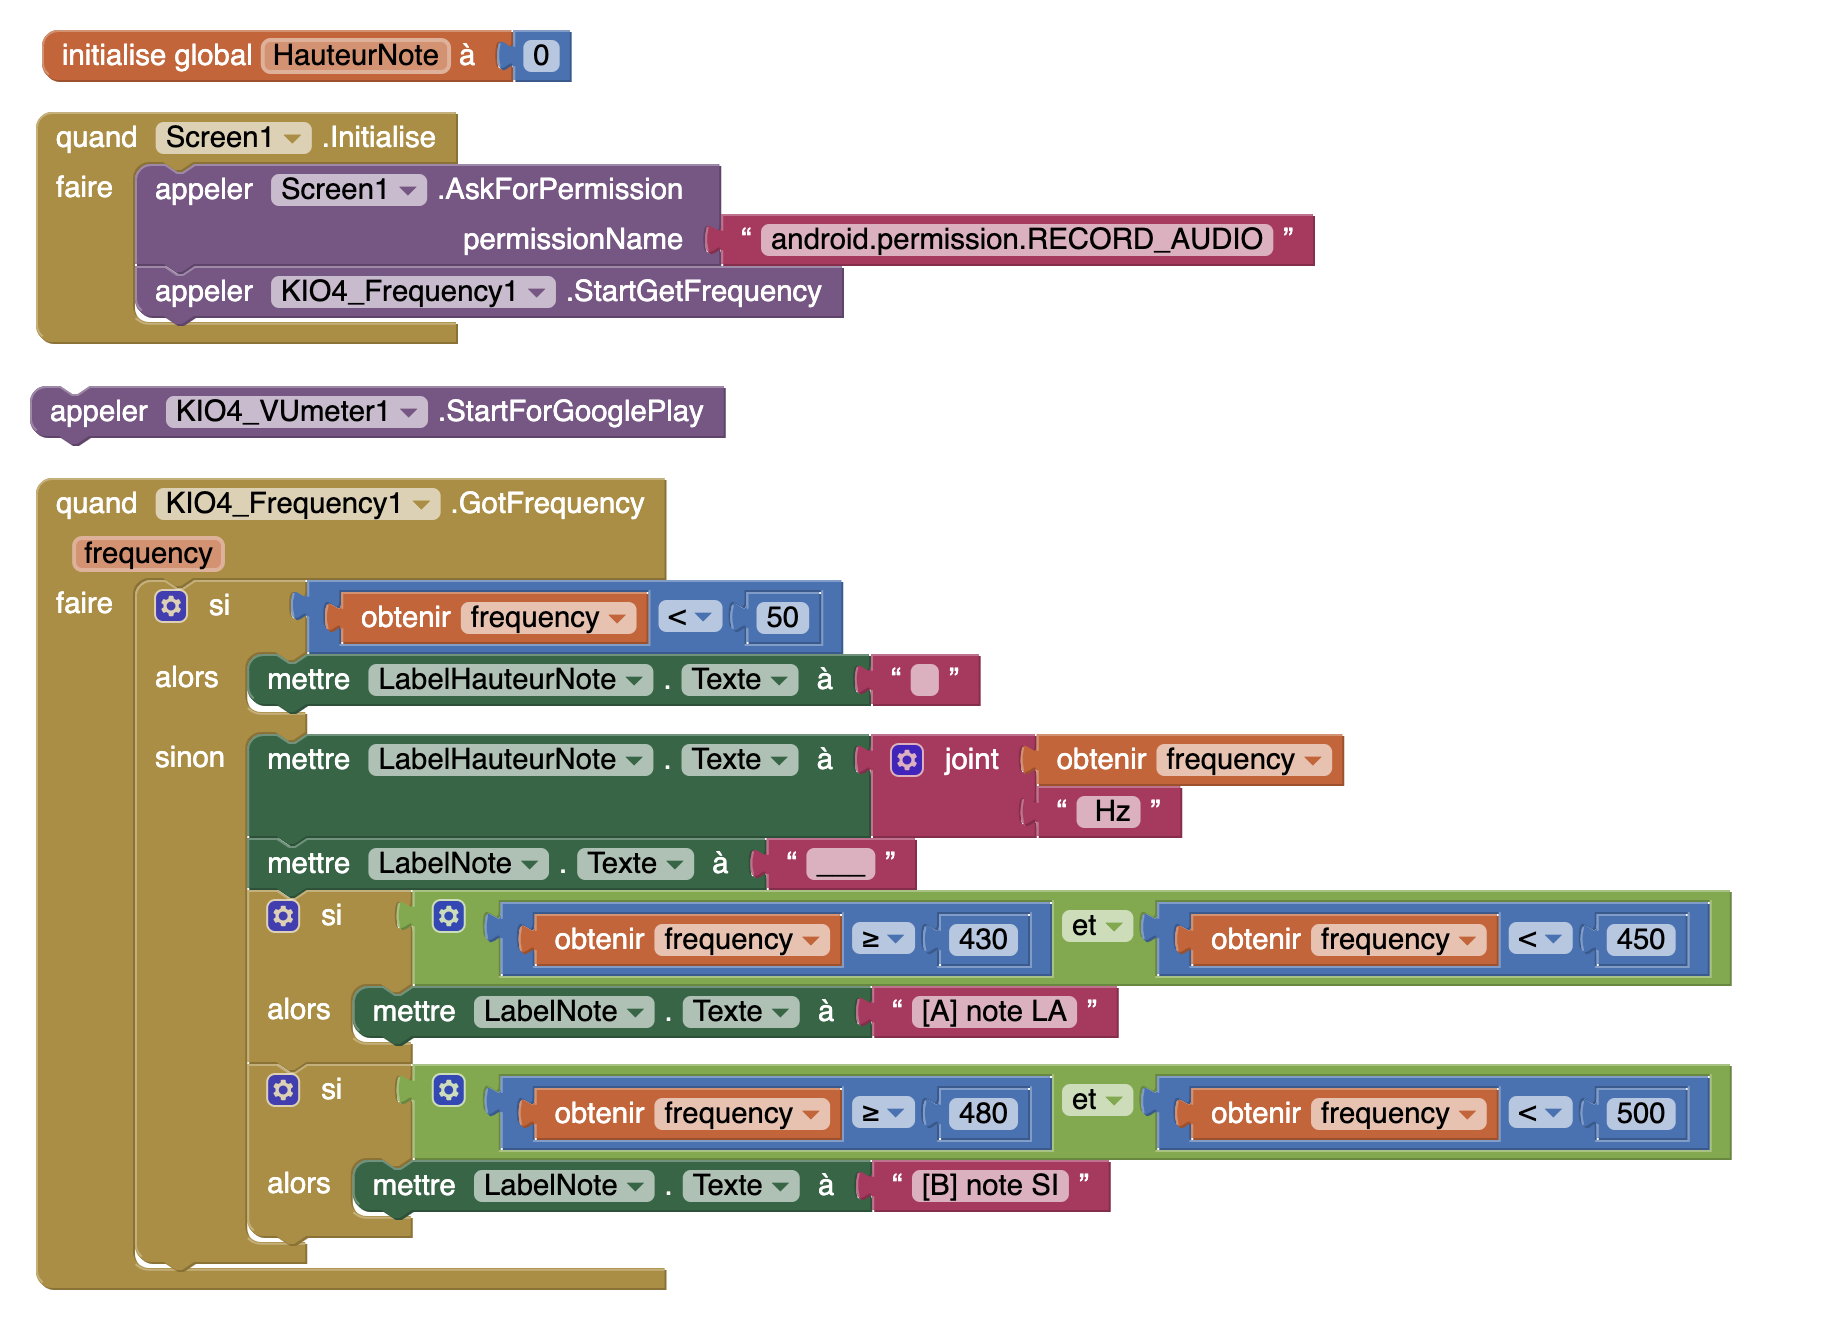 initialise global HauteurNote à 0
quand Screen1 .Initialise
faire appeler Screen1 .AskForPermission
permissionName “ android.permission.RECORD_AUDIO ”
appeler KIO4_Frequency1 .StartGetFrequency
appeler KIO4_VUmeter1 .StartForGooglePlay
quand KIO4_Frequency1 .GotFrequency
frequency
faire si obtenir frequency < 50
alors mettre LabelHauteurNote . Texte à “ ”
sinon mettre LabelHauteurNote . Texte à joint obtenir frequency
“ Hz ”
mettre LabelNote . Texte à “ ___ ”
si obtenir frequency ≥ 430 et obtenir frequency < 450
alors mettre LabelNote . Texte à “ [A] note LA ”
si obtenir frequency ≥ 480 et obtenir frequency < 500
alors mettre LabelNote . Texte à “ [B] note SI ”